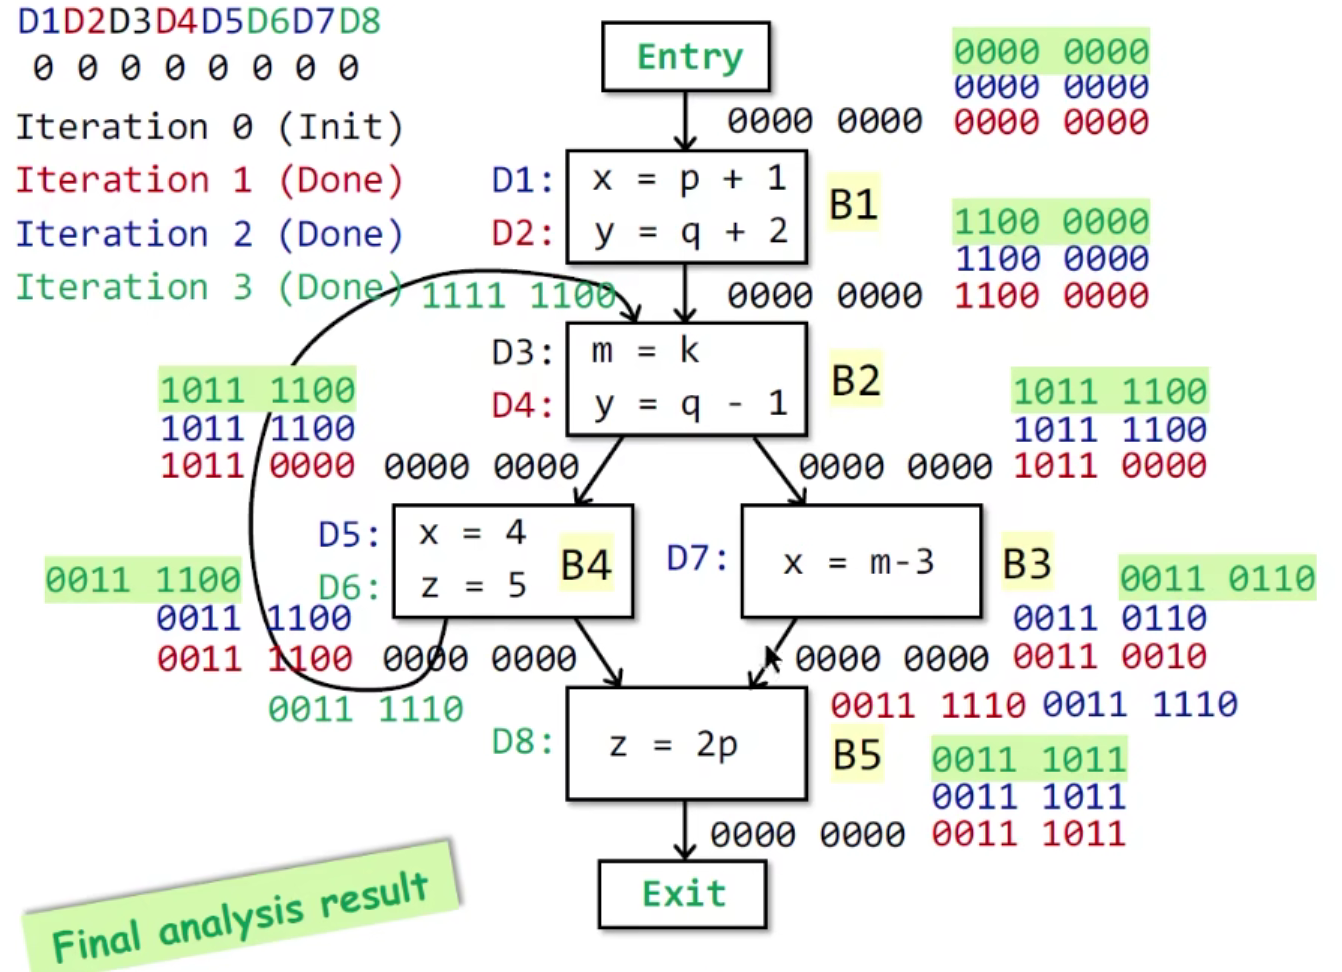 D1D2D3D4D5D6D7D8
0 0 0 0 0 0 0 0
Iteration 0 (Init)
Iteration 1 (Done)
Iteration 2 (Done)
Iteration 3 (Done)
Entry
0000 0000
0000 0000
0000 0000 0000 0000
D1: x = p + 1
D2: y = q + 2
B1
1100 0000
1100 0000
0000 0000 1100 0000
1111 1100
D3: m = k
D4: y = q - 1
B2
1011 1100
1011 1100
1011 0000 0000 0000
1011 1100
1011 1100
0000 0000 1011 0000
D5: x = 4
D6: z = 5
B4
D7: x = m-3
B3
0011 1100
0011 1100
0011 1100 0000 0000
0011 1110
0011 0110
0011 0110
0000 0000 0011 0010
0011 1110 0011 1110
D8: z = 2p
B5
0011 1011
0011 1011
0000 0000 0011 1011
Exit
Final analysis result